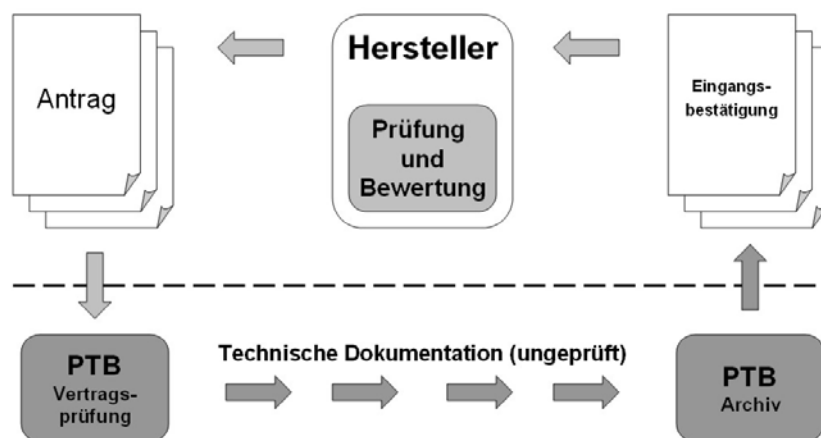 Antrag
Hersteller
Prüfung
und
Bewertung
Eingangs-
bestätigung
PTB
Vertrags-
prüfung
Technische Dokumentation (ungeprüft)
PTB
Archiv